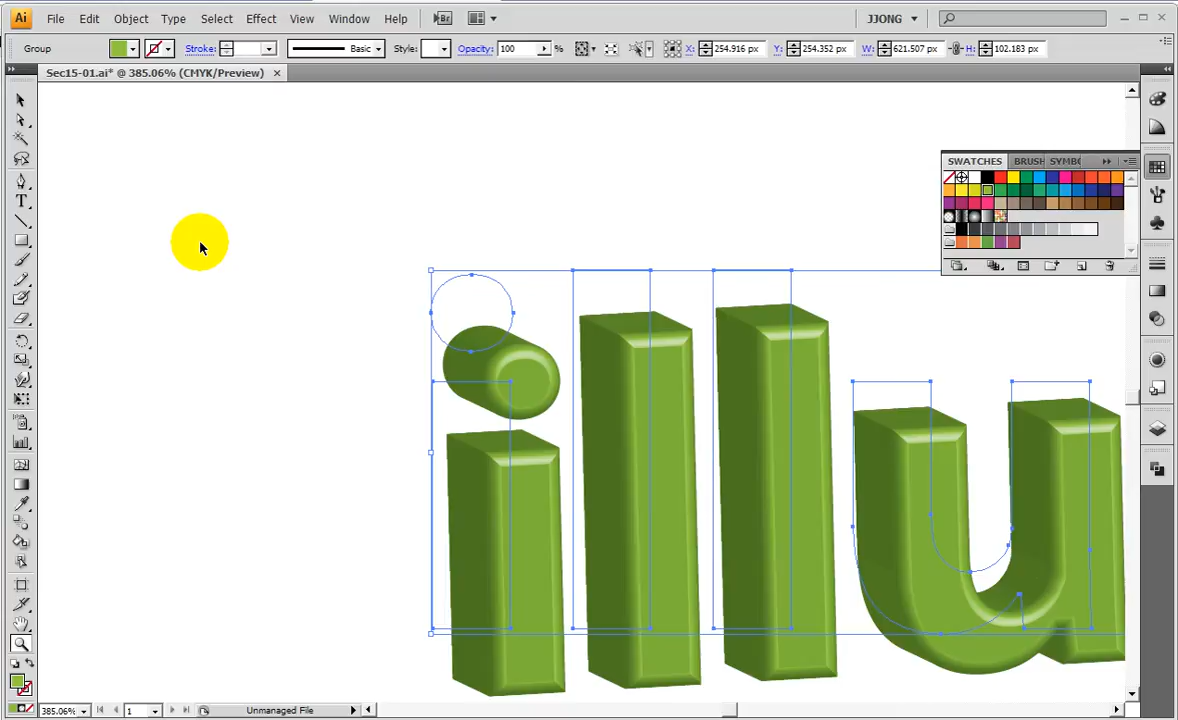 Ai File Edit Object Type Select Effect View Window Help Br JJONG
Group Stroke: Basic Style: Opacity: 100 % X: 254.916 px Y: 254.352 px W: 621.507 px H: 102.183 px
Sec15-01.ai* @ 385.06% (CMYK/Preview)
SWATCHES BRUSH SYMBO
illu
385.06% 1 Unmanaged File